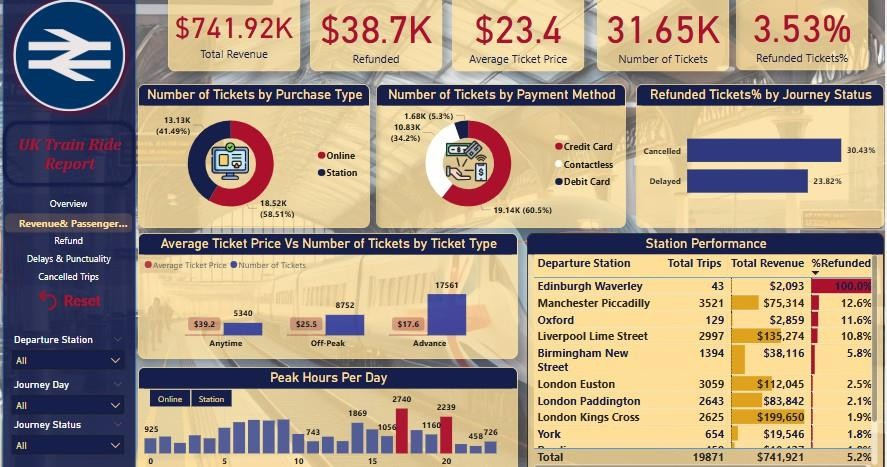 $741.92K
Total Revenue
$38.7K
Refunded
$23.4
Average Ticket Price
31.65K
Number of Tickets
3.53%
Refunded Tickets%
UK Train Ride
Report
Overview
Revenue& Passenger...
Refund
Delays & Punctuality
Cancelled Trips
Reset
Departure Station
All
Journey Day
All
Journey Status
All
Number of Tickets by Purchase Type
13.13K
(41.49%)
18.52K
(58.51%)
Online
Station
Number of Tickets by Payment Method
1.68K (5.3%)
10.83K
(34.2%)
19.14K (60.5%)
Credit Card
Contactless
Debit Card
Refunded Tickets% by Journey Status
Cancelled 30.43%
Delayed 23.82%
Average Ticket Price Vs Number of Tickets by Ticket Type
Average Ticket Price Number of Tickets
$39.2 5340
$25.5 8752
$17.6 17561
Anytime Off-Peak Advance
Peak Hours Per Day
Online Station
925 743 1869 1056 2740 1160 2239 458 726
0 5 10 15 20
Station Performance
Departure Station Total Trips Total Revenue %Refunded
Edinburgh Waverley 43 $2,093 100.0%
Manchester Piccadilly 3521 $75,314 12.6%
Oxford 129 $2,859 11.6%
Liverpool Lime Street 2997 $135,274 10.8%
Birmingham New 1394 $38,116 5.8%
Street
London Euston 3059 $112,045 2.5%
London Paddington 2643 $83,842 2.1%
London Kings Cross 2625 $199,650 1.9%
York 654 $19,546 1.8%
Total 19871 $741,921 5.2%